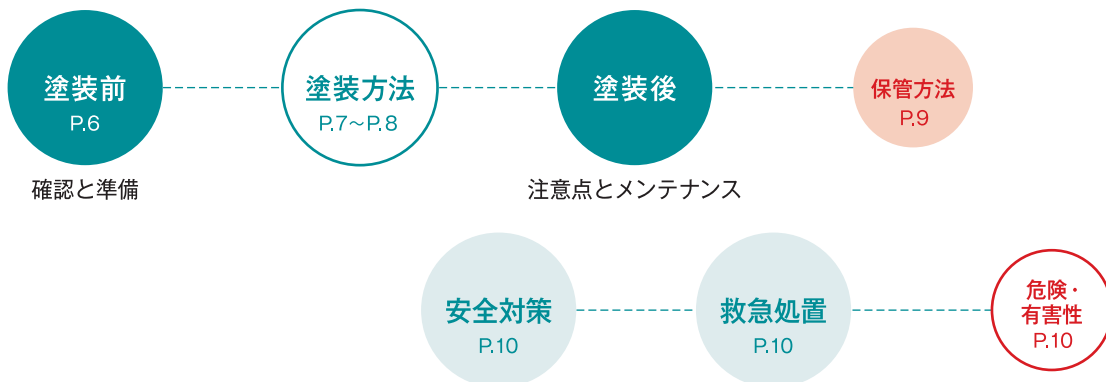 塗装前
P.6
確認と準備
塗装方法
P.7～P.8
塗装後
注意点とメンテナンス
保管方法
P.9
安全対策
P.10
救急処置
P.10
危険・
有害性
P.10